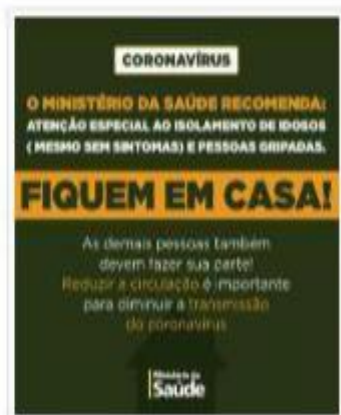 CORONAVÍRUS
O MINISTÉRIO DA SAÚDE RECOMENDA:
ATENÇÃO ESPECIAL AO ISOLAMENTO DE IDOSOS
( MESMO SEM SINTOMAS) E PESSOAS GRIPADAS.
FIQUEM EM CASA!
As demais pessoas também
devem fazer sua parte!
Reduzir a circulação é importante
para diminuir a transmissão
do coronavírus
Ministério da
Saúde